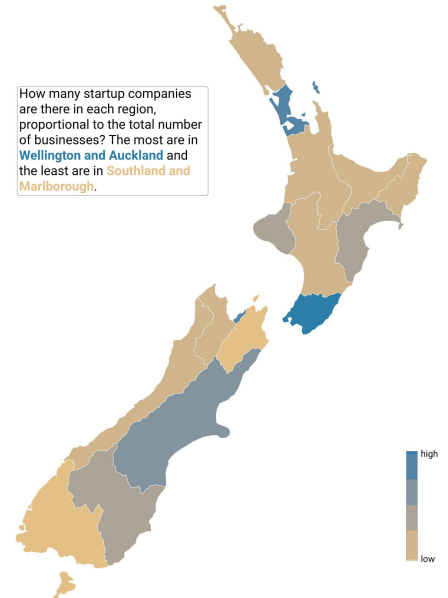 How many startup companies
are there in each region,
proportional to the total number
of businesses? The most are in
Wellington and Auckland and
the least are in Southland and
Marlborough.
high
low